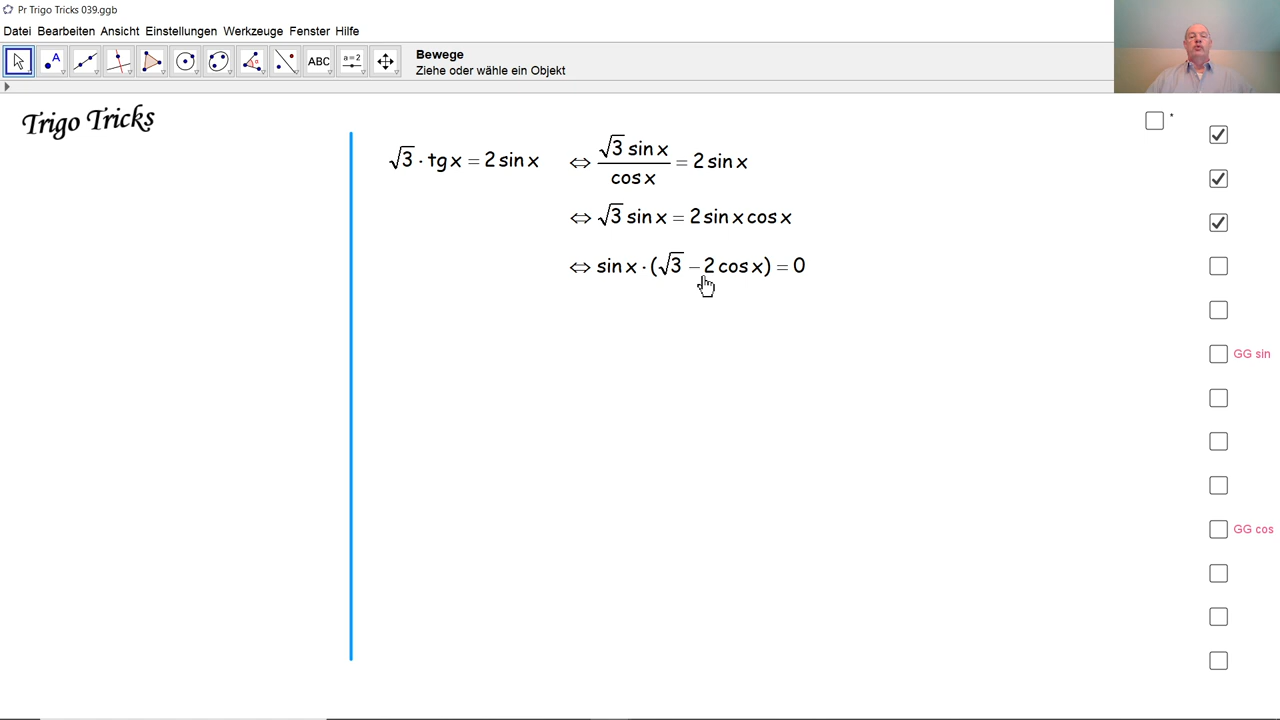 Pr Trigo Tricks 039.ggb
Datei Bearbeiten Ansicht Einstellungen Werkzeuge Fenster Hilfe
A ABC a=2
Bewege
Ziehe oder wähle ein Objekt
Trigo Tricks
√3 · tg x = 2 sin x ⇔ √3 sin x / cos x = 2 sin x
⇔ √3 sin x = 2 sin x cos x
⇔ sin x · (√3 − 2 cos x) = 0
*
GG sin
GG cos